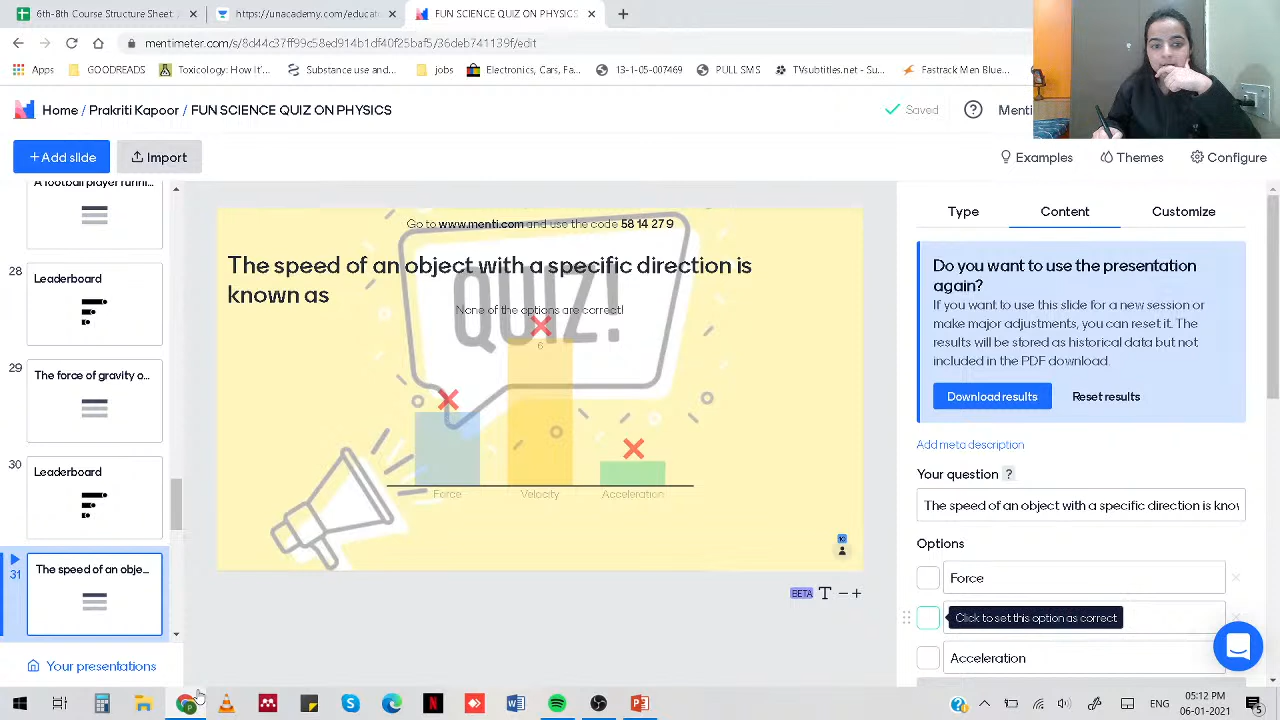 6th-8th Course Structure sheet.
https://unacademy.com/educat
FUN SCIENCE QUIZ ON PHYSICS
mentimeter.com/s/8d44c37ff99c58ed914b1df40f25baf5/36deb741139f/edit
Apps
GOODREADS
Toxicology: How It'...
Substance use and...
jobs
Electronics, Cars, Fa...
13-1-05-007469
PULL SMS
TVsubtitles.net - Su...
Fastrack Men Blue...
Home / Prakriti Kapoor / FUN SCIENCE QUIZ ON PHYSICS
Saved
Menti
+Add slide
Import
Examples
Themes
Configure
A football player runni...
28
Leaderboard
29
The force of gravity o...
30
Leaderboard
31
The speed of an obje...
Your presentations
Go to www.menti.com and use the code 58 14 27 9
The speed of an object with a specific direction is
known as
QUIZ!
None of the options are correct!
6
Force
Velocity
Acceleration
BETA T − +
Type
Content
Customize
Do you want to use the presentation
again?
If you want to use this slide for a new session or
make major adjustments, you can reset it. The
results will be stored as historical data but not
included in the PDF download.
Download results
Reset results
Add meta description
Your question ?
The speed of an object with a specific direction is know
Options
Force
Click to set this option as correct
Acceleration
ENG
05:12 PM
06-01-2021
5